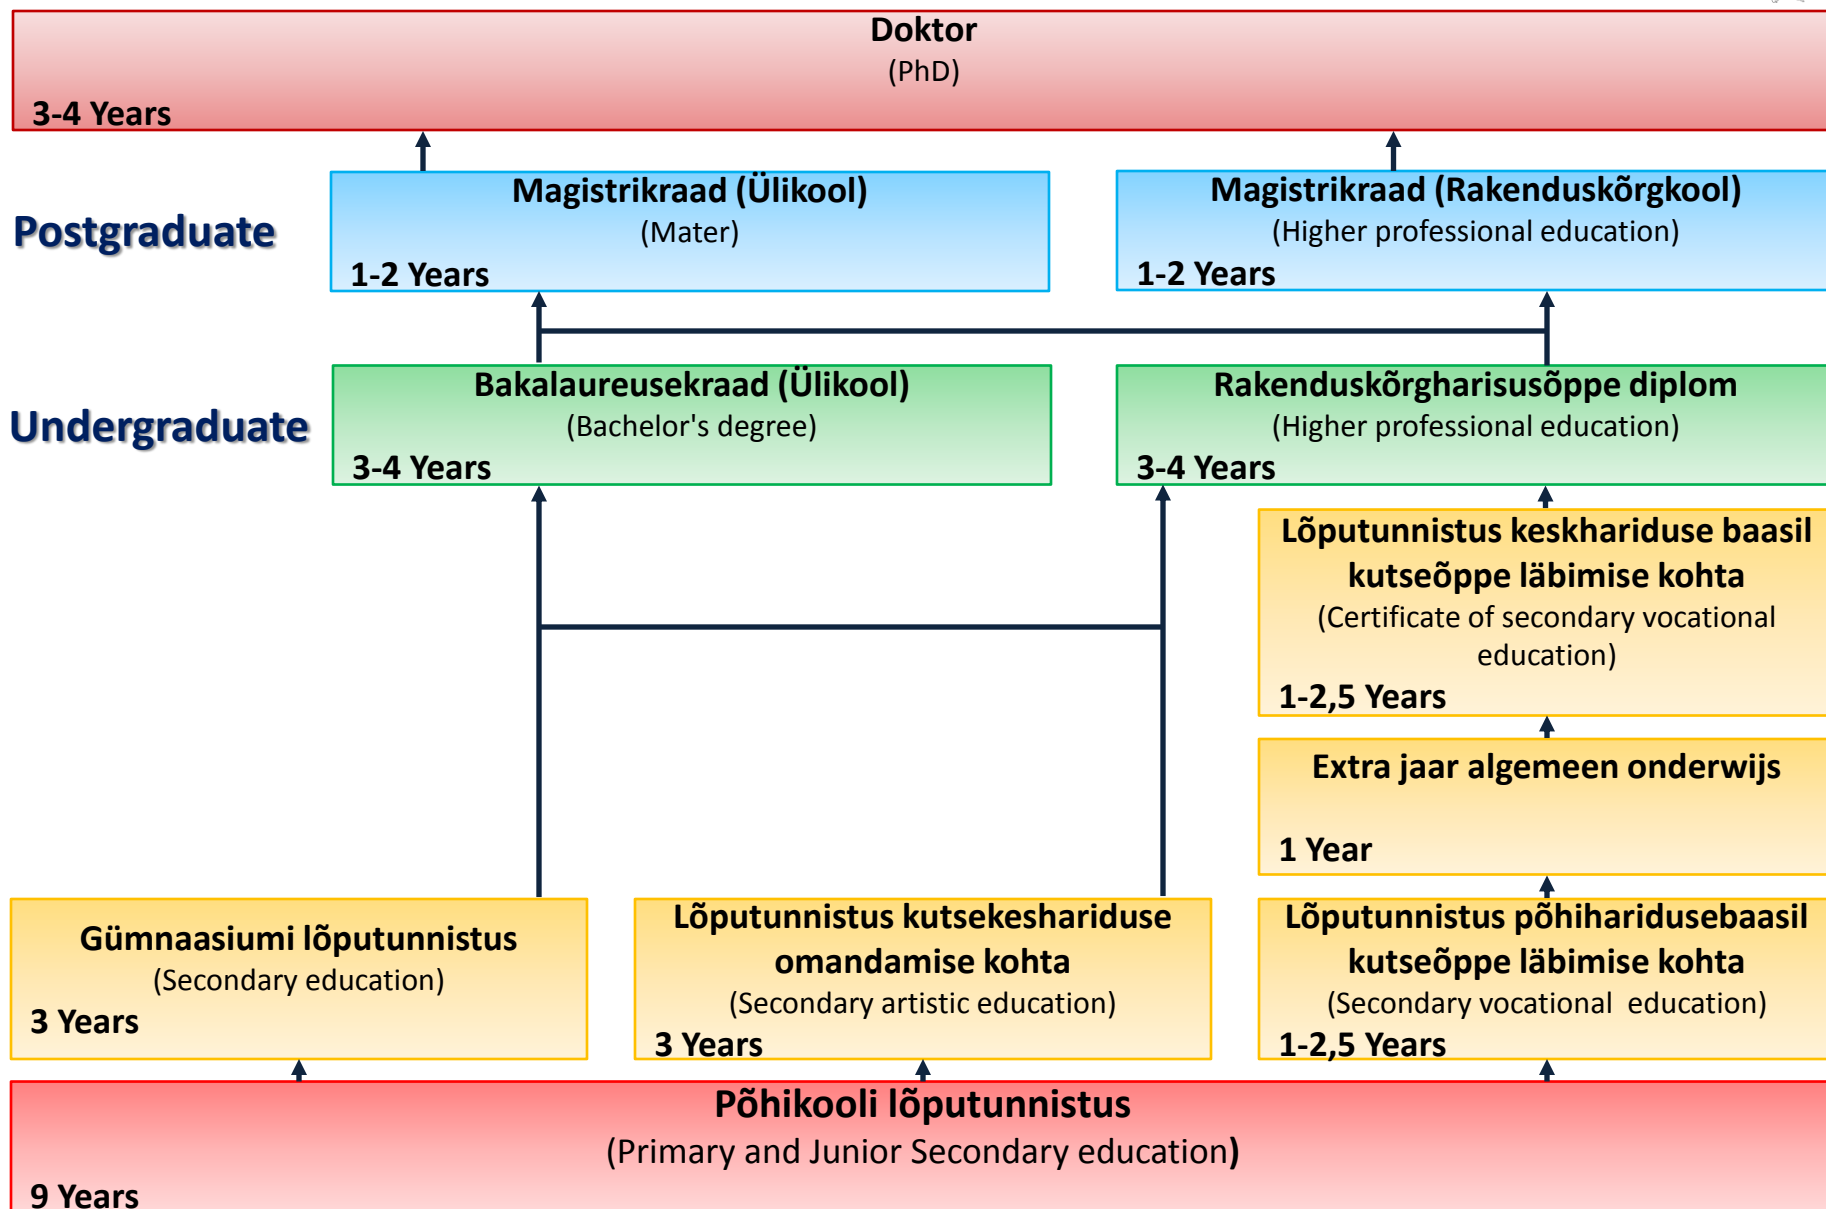 Doktor
(PhD)
3-4 Years
Postgraduate
Magistrikraad (Ülikool)
(Mater)
1-2 Years
Magistrikraad (Rakenduskõrgkool)
(Higher professional education)
1-2 Years
Undergraduate
Bakalaureusekraad (Ülikool)
(Bachelor's degree)
3-4 Years
Rakenduskõrgharisusõppe diplom
(Higher professional education)
3-4 Years
Lõputunnistus keskhariduse baasil
kutseõppe läbimise kohta
(Certificate of secondary vocational
education)
1-2,5 Years
Extra jaar algemeen onderwijs
1 Year
Gümnaasiumi lõputunnistus
(Secondary education)
3 Years
Lõputunnistus kutsekeshariduse
omandamise kohta
(Secondary artistic education)
3 Years
Lõputunnistus põhiharidusebaasil
kutseõppe läbimise kohta
(Secondary vocational  education)
1-2,5 Years
Põhikooli lõputunnistus
(Primary and Junior Secondary education)
9 Years